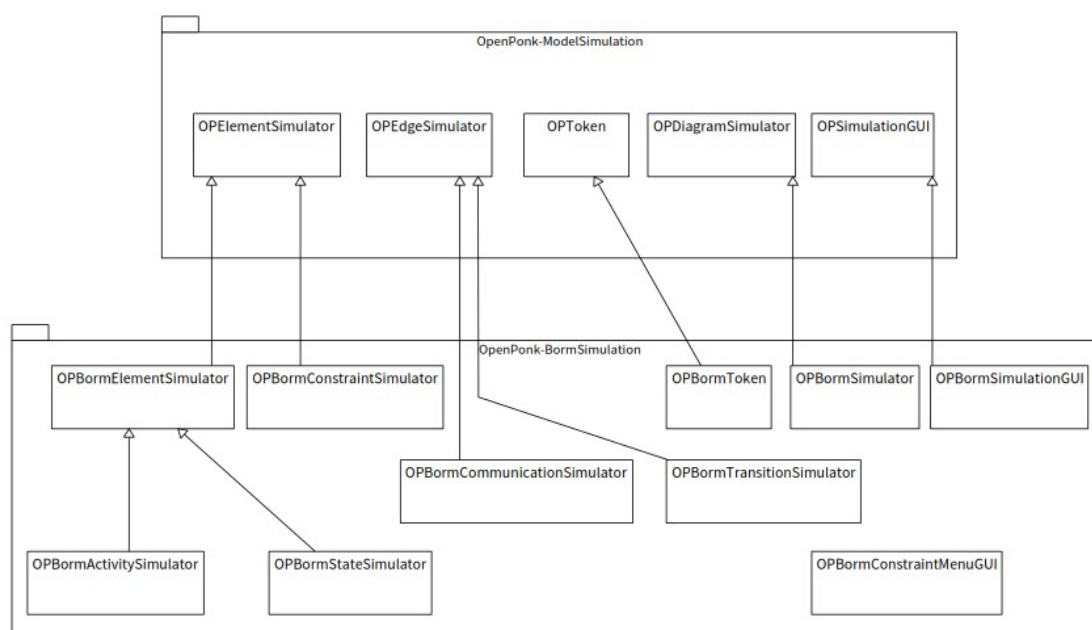 OpenPonk-ModelSimulation
OPElementSimulator
OPEdgeSimulator
OPToken
OPDiagramSimulator
OPSimulationGUI
OpenPonk-BormSimulation
OPBormElementSimulator
OPBormConstraintSimulator
OPBormToken
OPBormSimulator
OPBormSimulationGUI
OPBormCommunicationSimulator
OPBormTransitionSimulator
OPBormActivitySimulator
OPBormStateSimulator
OPBormConstraintMenuGUI